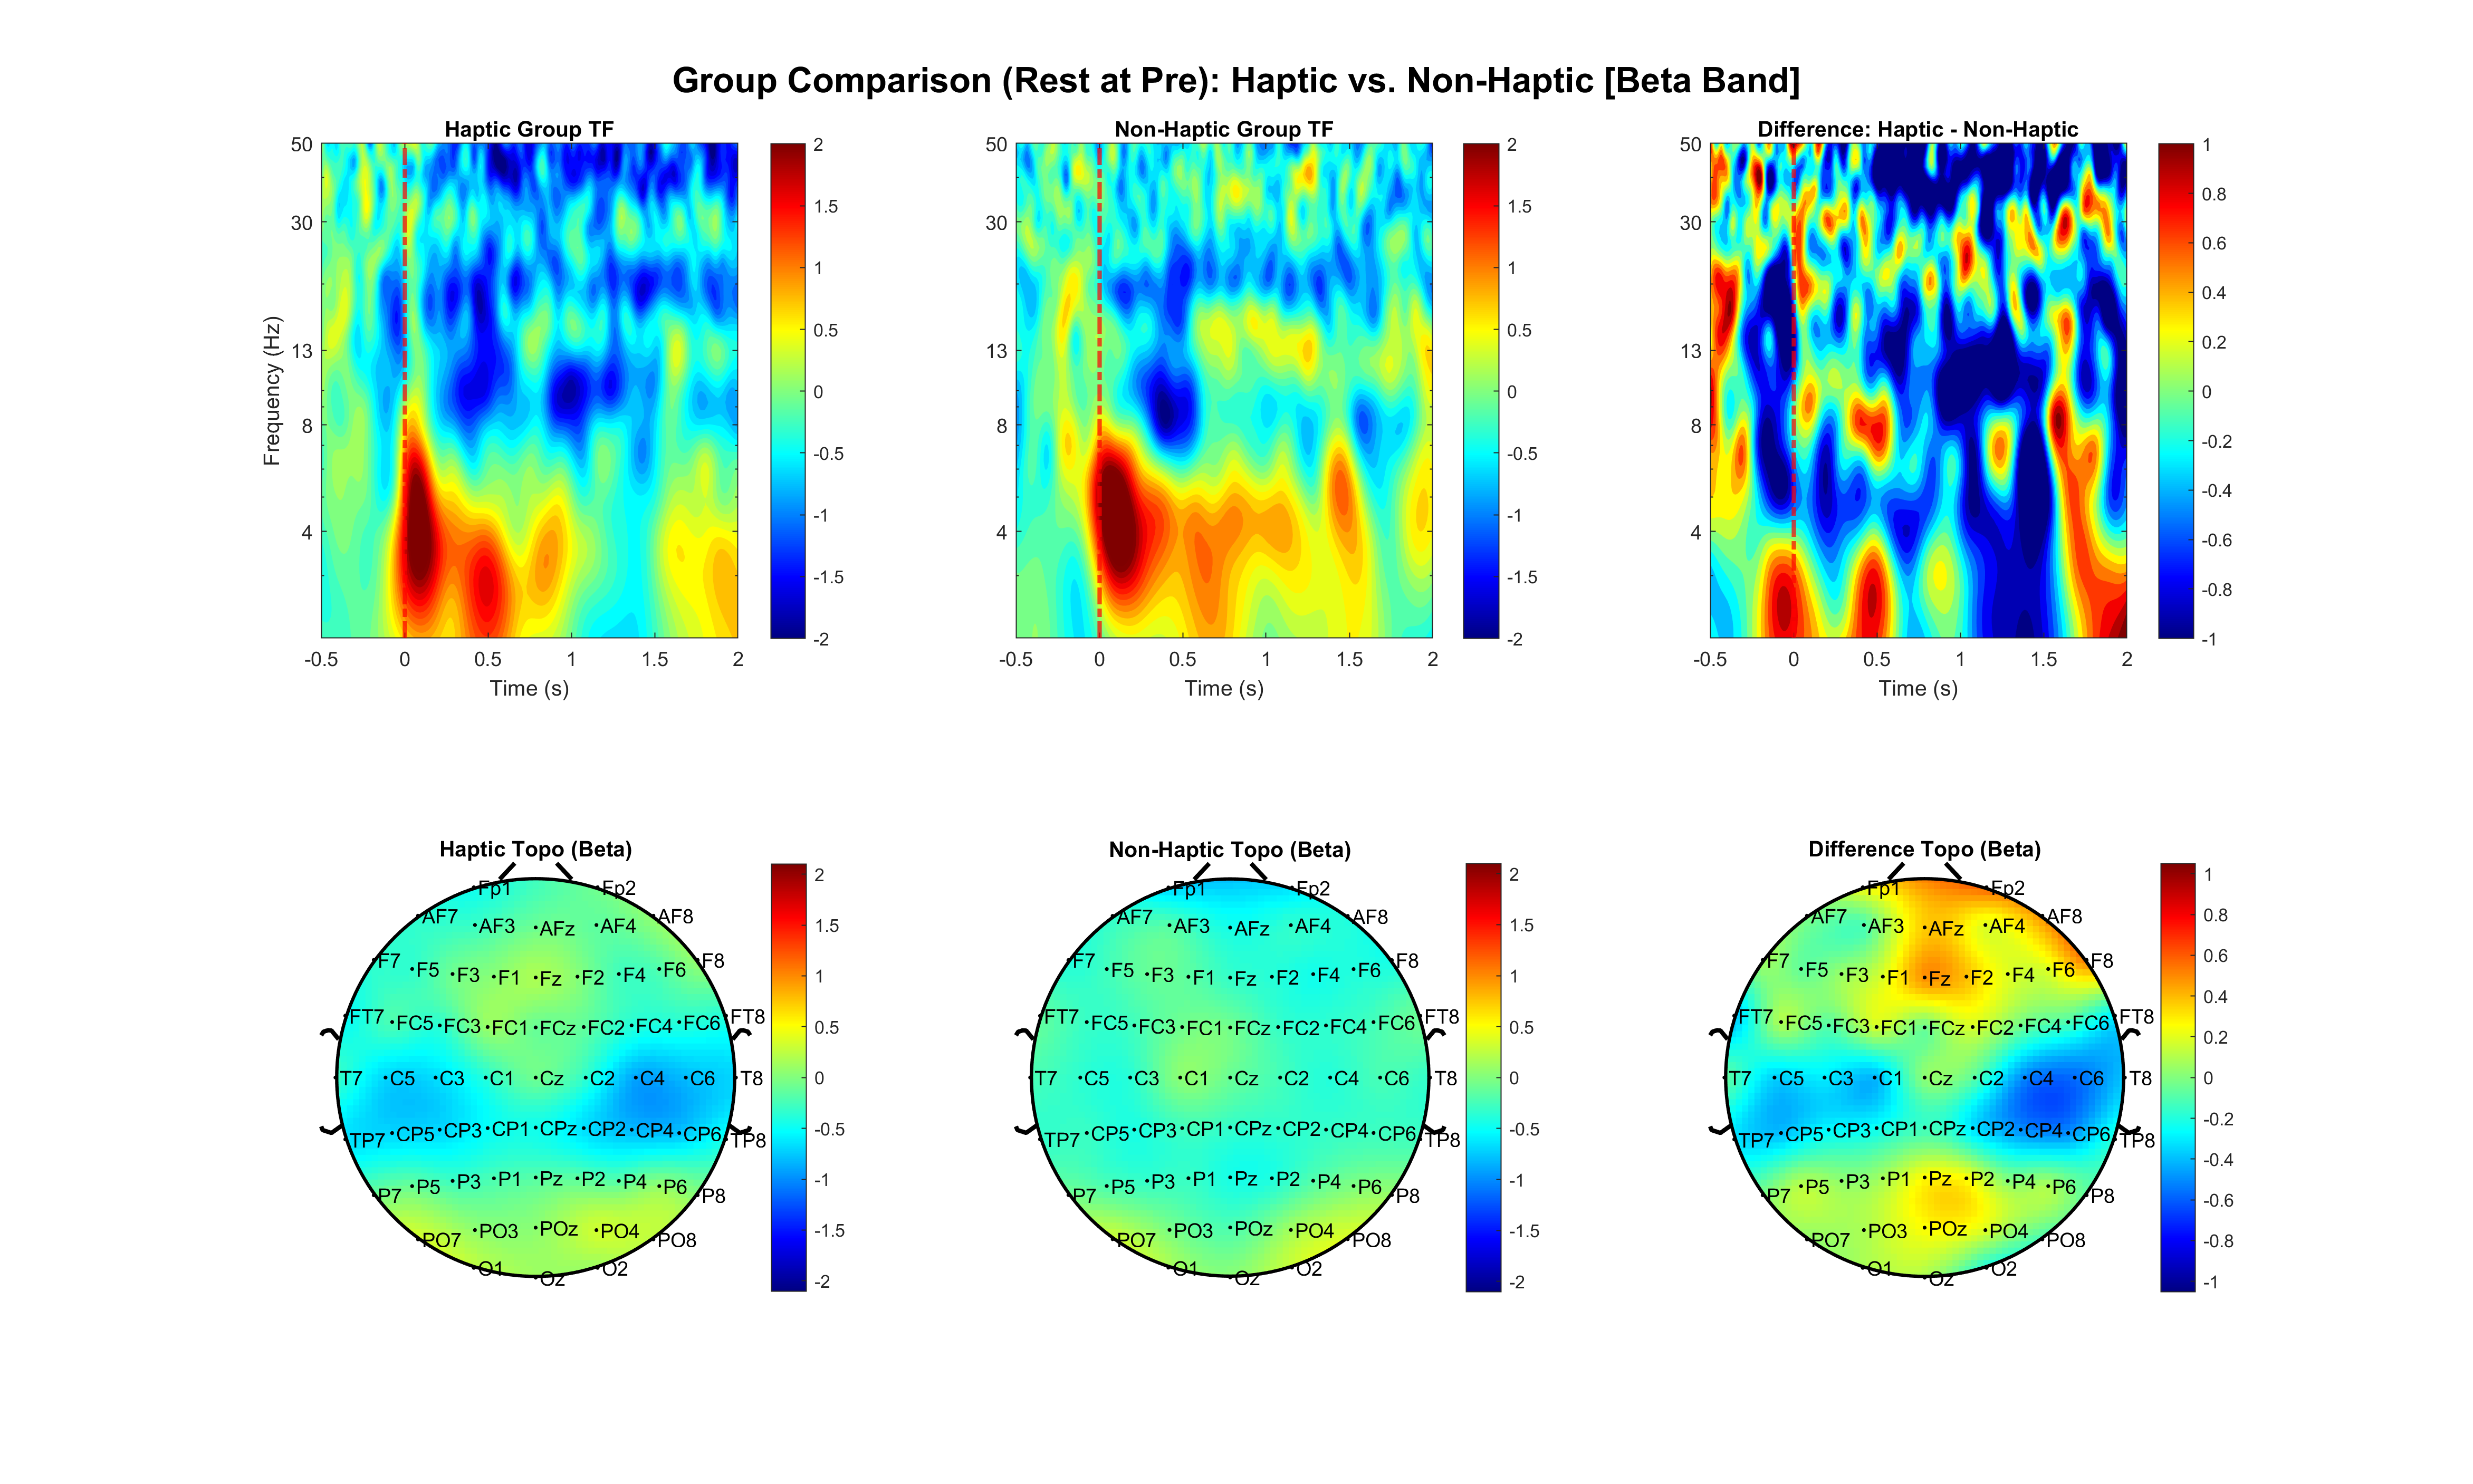 Group Comparison (Rest at Pre): Haptic vs. Non-Haptic [Beta Band]
Haptic Group TF
50
30
13
8
4
Frequency (Hz)
-0.5 0 0.5 1 1.5 2
Time (s)
2
1.5
1
0.5
0
-0.5
-1
-1.5
-2
Non-Haptic Group TF
50
30
13
8
4
-0.5 0 0.5 1 1.5 2
Time (s)
2
1.5
1
0.5
0
-0.5
-1
-1.5
-2
Difference: Haptic - Non-Haptic
50
30
13
8
4
-0.5 0 0.5 1 1.5 2
Time (s)
1
0.8
0.6
0.4
0.2
0
-0.2
-0.4
-0.6
-0.8
-1
Haptic Topo (Beta)
Fp1 Fp2
AF7 AF3 AFz AF4 AF8
F7 F5 F3 F1 Fz F2 F4 F6 F8
FT7 FC5 FC3 FC1 FCz FC2 FC4 FC6 FT8
T7 C5 C3 C1 Cz C2 C4 C6 T8
TP7 CP5 CP3 CP1 CPz CP2 CP4 CP6 TP8
P7 P5 P3 P1 Pz P2 P4 P6 P8
PO7 PO3 POz PO4 PO8
O1 Oz O2
2
1.5
1
0.5
0
-0.5
-1
-1.5
-2
Non-Haptic Topo (Beta)
Fp1 Fp2
AF7 AF3 AFz AF4 AF8
F7 F5 F3 F1 Fz F2 F4 F6 F8
FT7 FC5 FC3 FC1 FCz FC2 FC4 FC6 FT8
T7 C5 C3 C1 Cz C2 C4 C6 T8
TP7 CP5 CP3 CP1 CPz CP2 CP4 CP6 TP8
P7 P5 P3 P1 Pz P2 P4 P6 P8
PO7 PO3 POz PO4 PO8
O1 Oz O2
2
1.5
1
0.5
0
-0.5
-1
-1.5
-2
Difference Topo (Beta)
Fp1 Fp2
AF7 AF3 AFz AF4 AF8
F7 F5 F3 F1 Fz F2 F4 F6 F8
FT7 FC5 FC3 FC1 FCz FC2 FC4 FC6 FT8
T7 C5 C3 C1 Cz C2 C4 C6 T8
TP7 CP5 CP3 CP1 CPz CP2 CP4 CP6 TP8
P7 P5 P3 P1 Pz P2 P4 P6 P8
PO7 PO3 POz PO4 PO8
O1 Oz O2
1
0.8
0.6
0.4
0.2
0
-0.2
-0.4
-0.6
-0.8
-1